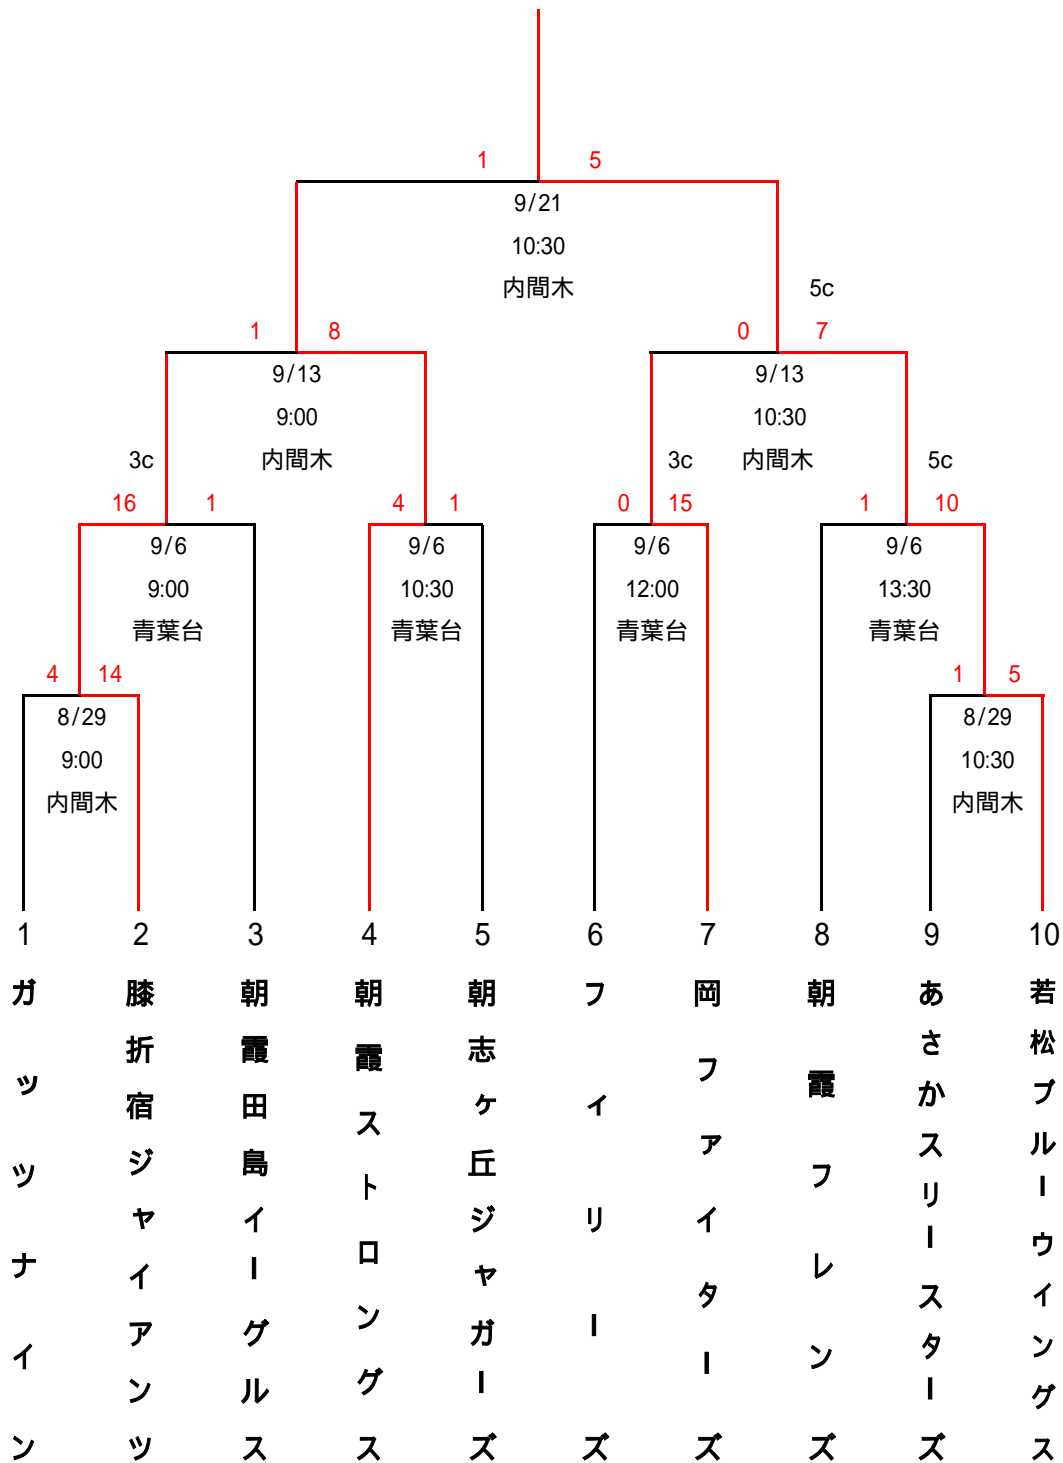 1 5
9/21
10:30
内間木
5c
1 8 0 7
9/13 9/13
9:00 10:30
3c 内間木 3c 内間木 5c
16 1 4 1 0 15 1 10
9/6 9/6 9/6 9/6
9:00 10:30 12:00 13:30
青葉台 青葉台 青葉台 青葉台
4 14 1 5
8/29 8/29
9:00 10:30
内間木 内間木
1 2 3 4 5 6 7 8 9 10
ガッツナイン
膝折宿ジャイアンツ
朝霞田島イーグルス
朝霞ストロングス
朝志ヶ丘ジャガーズ
フィリーズ
岡ファイターズ
朝霞フレンズ
あさかスリースターズ
若松ブルーウイングス